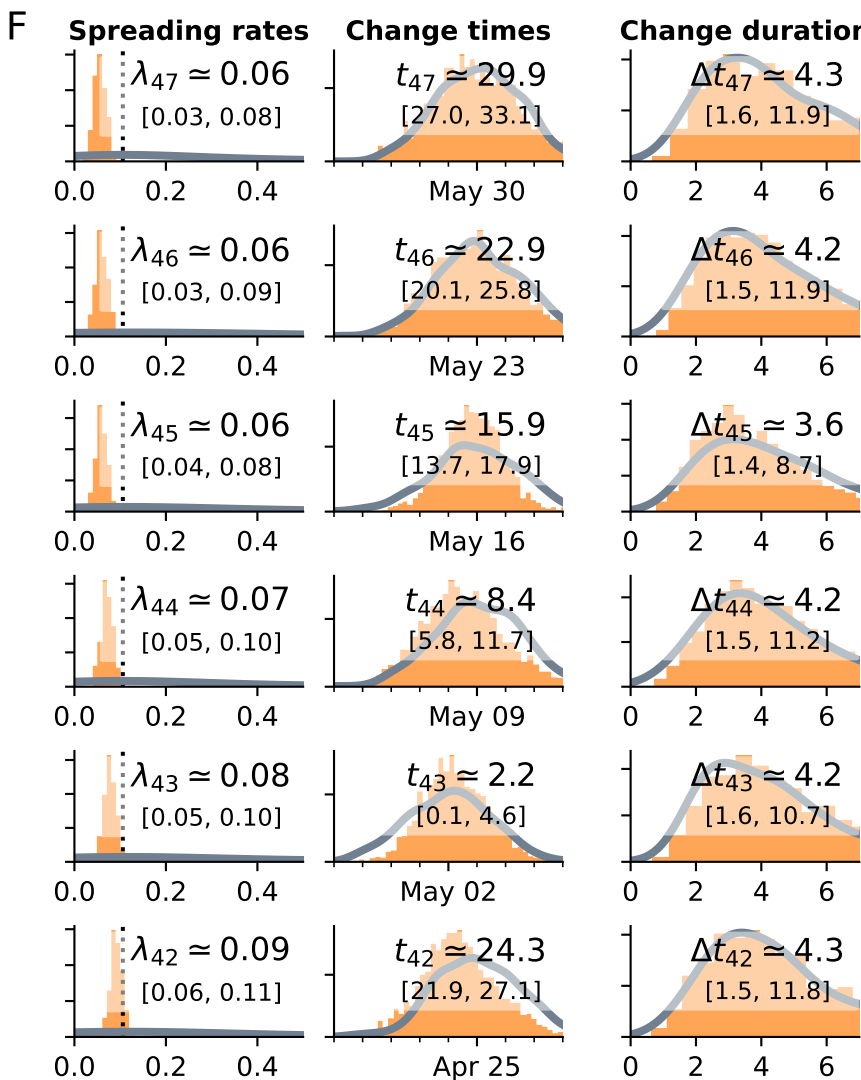 F
Spreading rates Change times Change duration
λ47 ≃ 0.06 t47 ≃ 29.9 Δt47 ≃ 4.3
[0.03, 0.08] [27.0, 33.1] [1.6, 11.9]
0.0 0.2 0.4 May 30 0 2 4 6
λ46 ≃ 0.06 t46 ≃ 22.9 Δt46 ≃ 4.2
[0.03, 0.09] [20.1, 25.8] [1.5, 11.9]
0.0 0.2 0.4 May 23 0 2 4 6
λ45 ≃ 0.06 t45 ≃ 15.9 Δt45 ≃ 3.6
[0.04, 0.08] [13.7, 17.9] [1.4, 8.7]
0.0 0.2 0.4 May 16 0 2 4 6
λ44 ≃ 0.07 t44 ≃ 8.4 Δt44 ≃ 4.2
[0.05, 0.10] [5.8, 11.7] [1.5, 11.2]
0.0 0.2 0.4 May 09 0 2 4 6
λ43 ≃ 0.08 t43 ≃ 2.2 Δt43 ≃ 4.2
[0.05, 0.10] [0.1, 4.6] [1.6, 10.7]
0.0 0.2 0.4 May 02 0 2 4 6
λ42 ≃ 0.09 t42 ≃ 24.3 Δt42 ≃ 4.3
[0.06, 0.11] [21.9, 27.1] [1.5, 11.8]
0.0 0.2 0.4 Apr 25 0 2 4 6